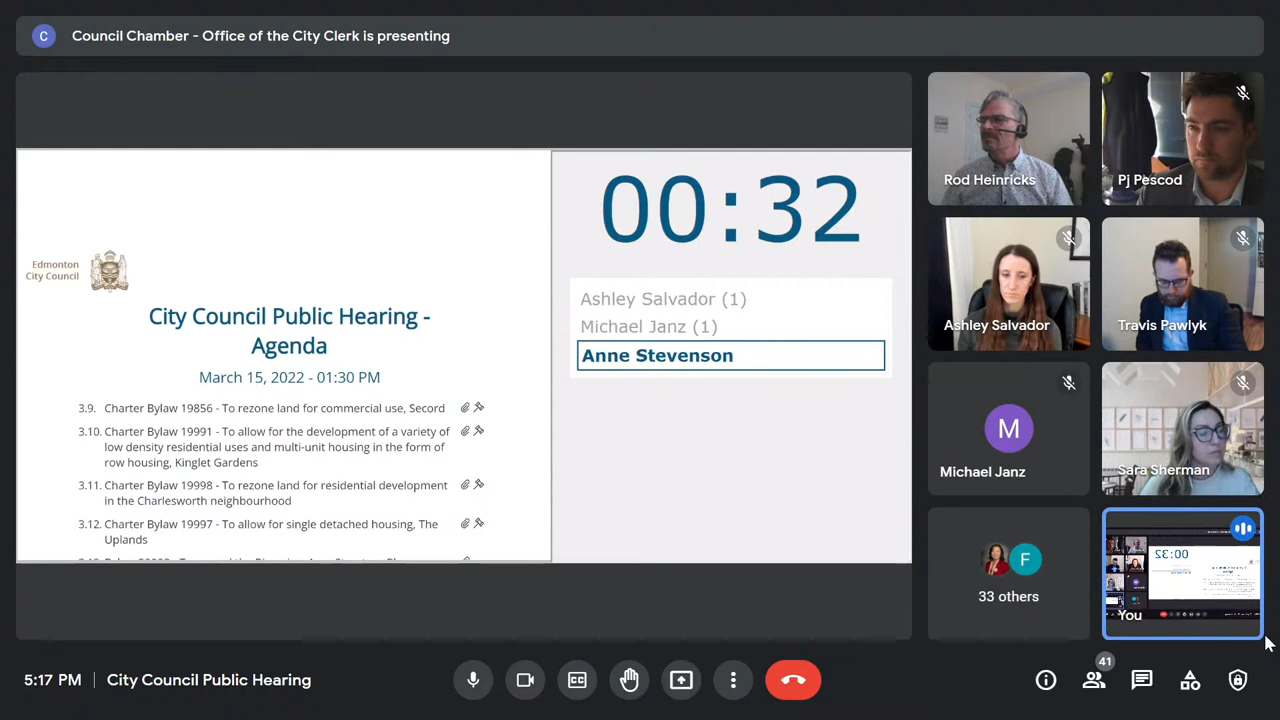 C Council Chamber - Office of the City Clerk is presenting
Edmonton
City Council
City Council Public Hearing -
Agenda
March 15, 2022 - 01:30 PM
3.9. Charter Bylaw 19856 - To rezone land for commercial use, Secord
3.10. Charter Bylaw 19991 - To allow for the development of a variety of
low density residential uses and multi-unit housing in the form of
row housing, Kinglet Gardens
3.11. Charter Bylaw 19998 - To rezone land for residential development
in the Charlesworth neighbourhood
3.12. Charter Bylaw 19997 - To allow for single detached housing, The
Uplands
00:32
Ashley Salvador (1)
Michael Janz (1)
Anne Stevenson
Rod Heinricks
Pj Pescod
Ashley Salvador
Travis Pawlyk
M
Michael Janz
Sara Sherman
F
33 others
00:32
You
5:17 PM | City Council Public Hearing
CC
41